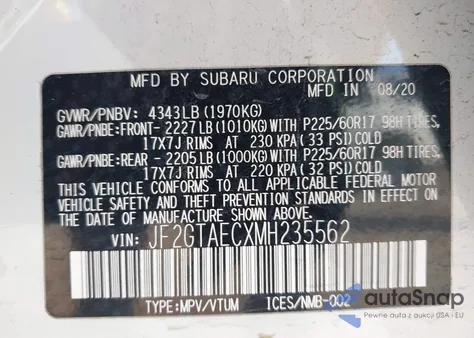 MFD BY SUBARU CORPORATION IN 08/20
GVWR/PNBV: 4343LB (1970KG)
GAWR/PNBE:FRONT-2227LB(1010KG)WITH P225/60R17 98H TIRES,
17X7J RIMS AT 230 KPA (33 PSI) COLD
GAWR/PNBE:REAR -2205LB(1000KG)WITH P225/60R17 98H TIRES,
17X7J RIMS AT 220 KPA (32 PSI) COLD
THIS VEHICLE CONFORMS TO ALL APPLICABLE FEDERAL MOTOR
VEHICLE SAFETY AND BUMPER STANDARDS IN EFFECT ON THE
DATE OF MANUFACTURE SHOWN ABOVE.
VIN: JF2GTAECXMH235562
TYPE:MPV/VTUM ICES/NMB-002
autoSnap
Pewne auta z aukcji USA i EU